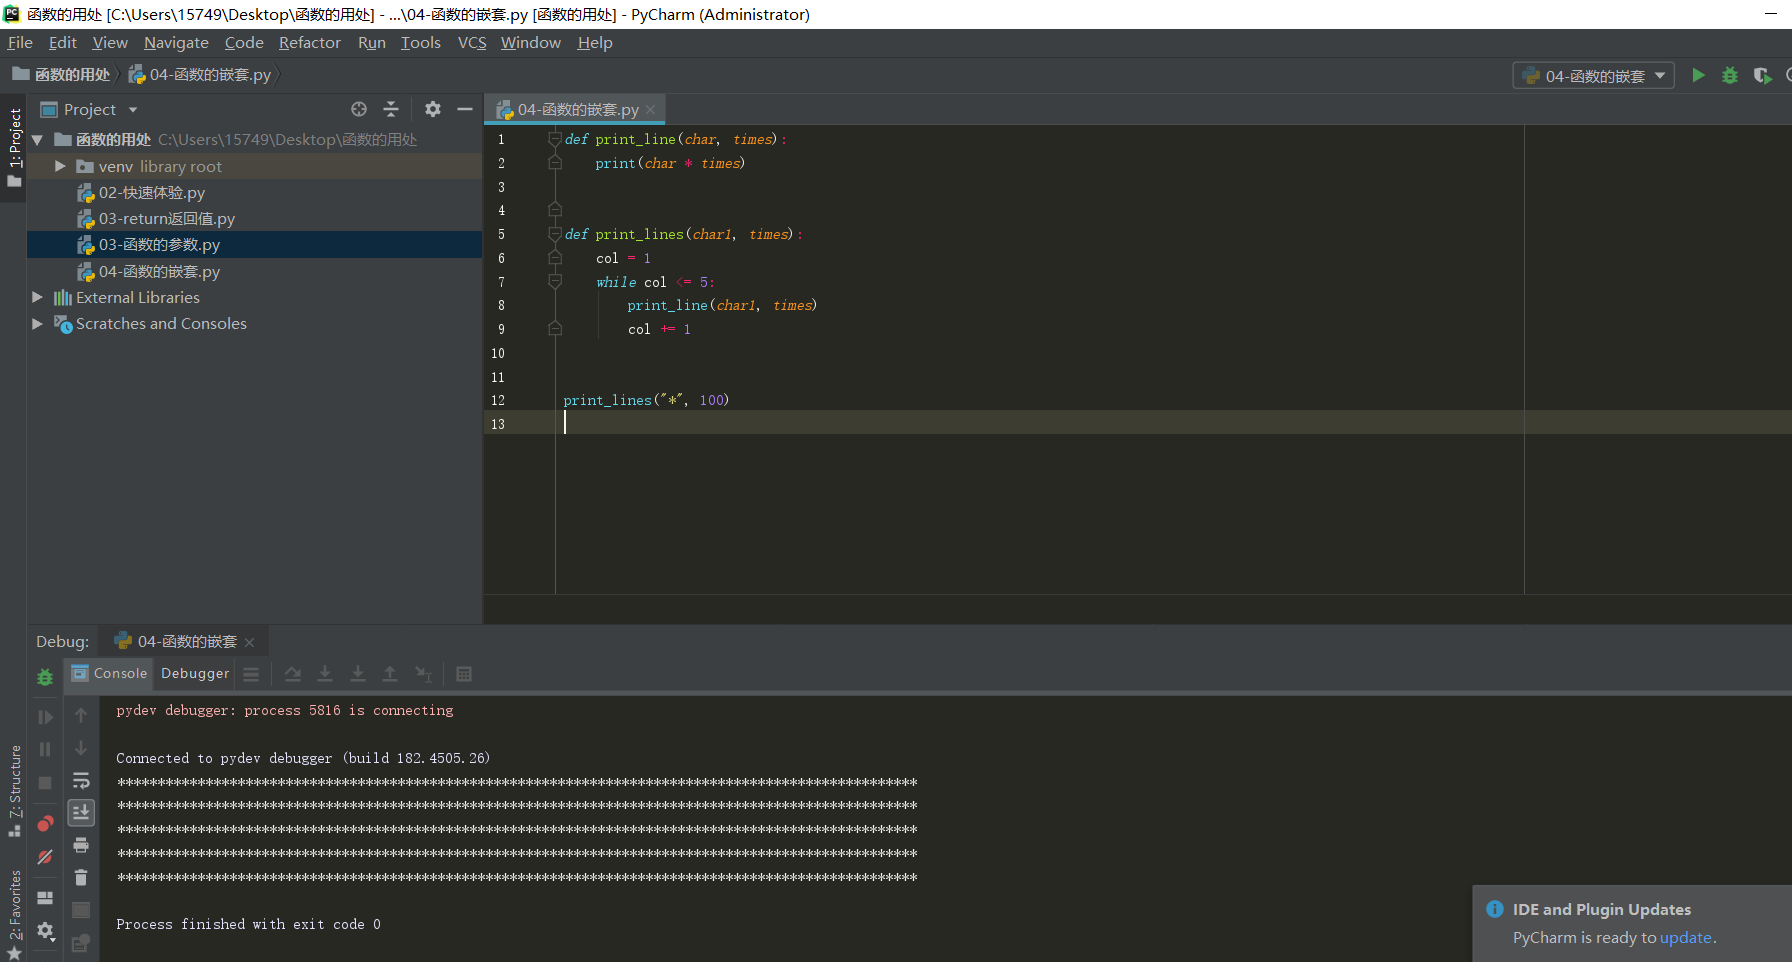 函数的用处 [C:\Users\15749\Desktop\函数的用处] - ...\04-函数的嵌套.py [函数的用处] - PyCharm (Administrator)
File Edit View Navigate Code Refactor Run Tools VCS Window Help
函数的用处 04-函数的嵌套.py 04-函数的嵌套
1: Project
Project
函数的用处 C:\Users\15749\Desktop\函数的用处
venv library root
02-快速体验.py
03-return返回值.py
03-函数的参数.py
04-函数的嵌套.py
External Libraries
Scratches and Consoles
04-函数的嵌套.py
1 def print_line(char, times):
2 print(char * times)
3
4
5 def print_lines(char1, times):
6 col = 1
7 while col <= 5:
8 print_line(char1, times)
9 col += 1
10
11
12 print_lines("*", 100)
13
Debug: 04-函数的嵌套
Console Debugger
7: Structure
2: Favorites
pydev debugger: process 5816 is connecting
Connected to pydev debugger (build 182.4505.26)
****************************************************************************************************
****************************************************************************************************
****************************************************************************************************
****************************************************************************************************
****************************************************************************************************
Process finished with exit code 0
IDE and Plugin Updates
PyCharm is ready to update.